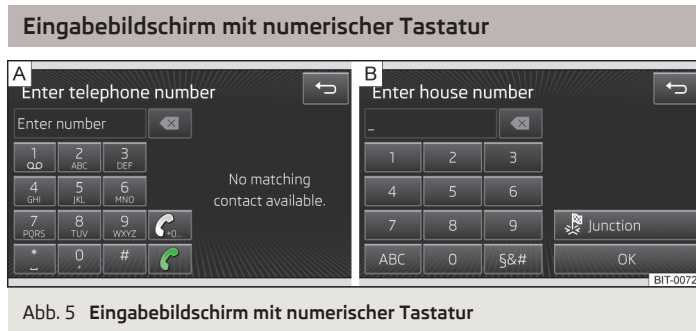 Eingabebildschirm mit numerischer Tastatur
A
Enter telephone number
Enter number
1 2 ABC 3 DEF
4 GHI 5 JKL 6 MNO
7 PQRS 8 TUV 9 WXYZ +0...
* 0 + #
No matching
contact available.
B
Enter house number
_
1 2 3
4 5 6
7 8 9 Junction
ABC 0 §&# OK
BIT-0072
Abb. 5 Eingabebildschirm mit numerischer Tastatur